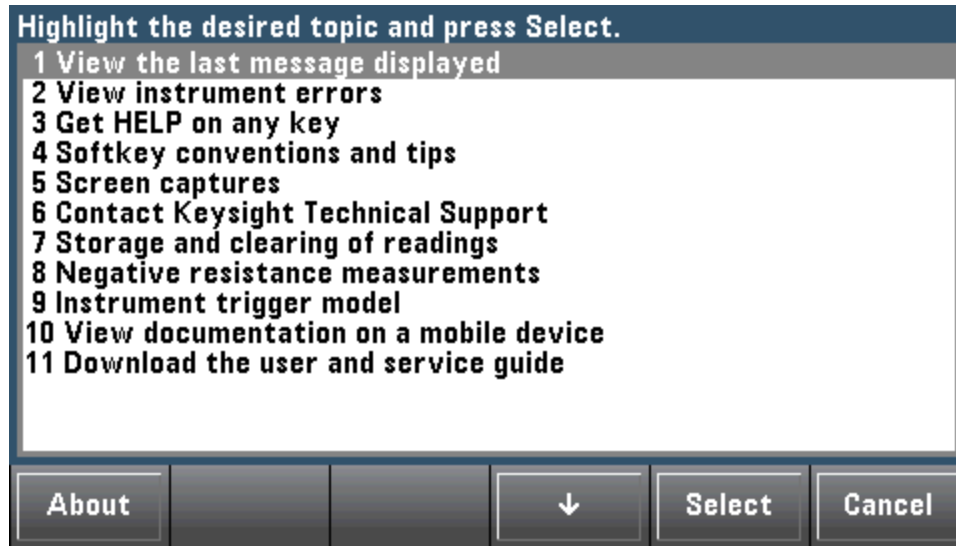 Highlight the desired topic and press Select.
1 View the last message displayed
2 View instrument errors
3 Get HELP on any key
4 Softkey conventions and tips
5 Screen captures
6 Contact Keysight Technical Support
7 Storage and clearing of readings
8 Negative resistance measurements
9 Instrument trigger model
10 View documentation on a mobile device
11 Download the user and service guide
About ↓ Select Cancel